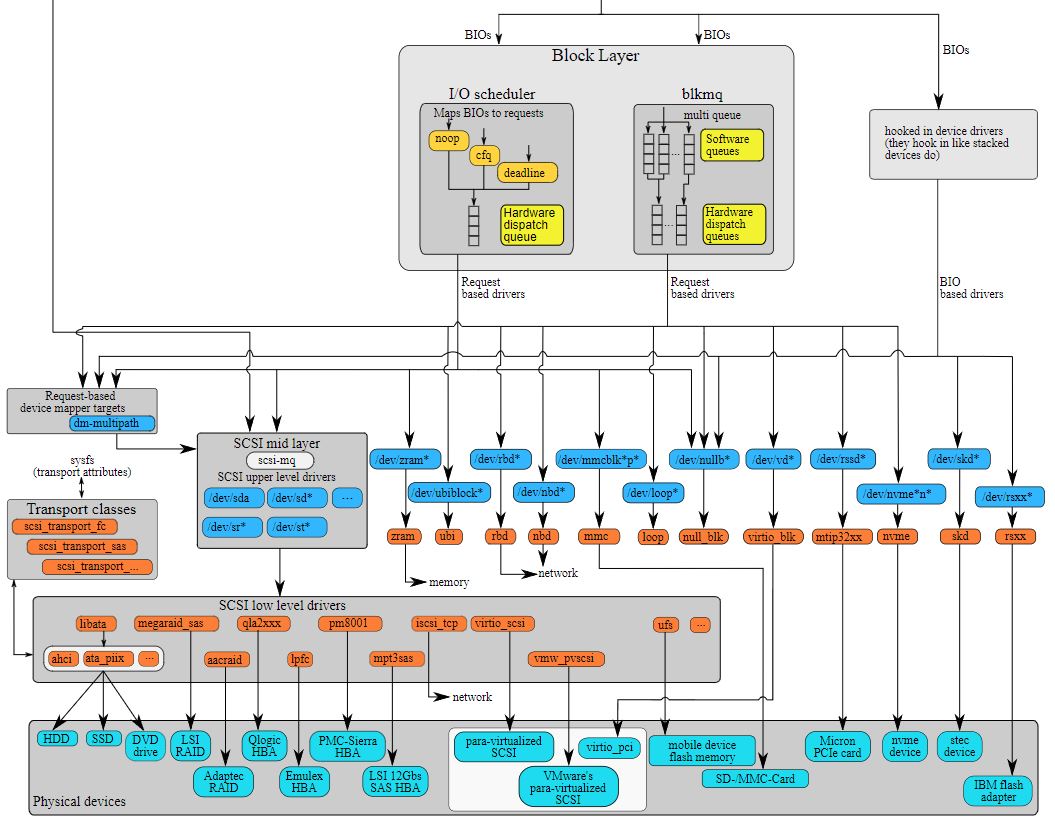 BIOs
BIOs
BIOs
Block Layer
I/O scheduler
Maps BIOs to requests
noop
cfq
deadline
Hardware
dispatch
queue
blkmq
multi queue
Software
queues
...
Hardware
dispatch
queues
...
hooked in device drivers
(they hook in like stacked
devices do)
Request
based drivers
Request
based drivers
BIO
based drivers
Request-based
device mapper targets
dm-multipath
sysfs
(transport attributes)
Transport classes
scsi_transport_fc
scsi_transport_sas
scsi_transport_...
SCSI mid layer
scsi-mq
SCSI upper level drivers
/dev/sda
/dev/sd*
...
/dev/sr*
/dev/st*
/dev/zram*
/dev/rbd*
/dev/mmcblk*p*
/dev/nullb*
/dev/vd*
/dev/rssd*
/dev/skd*
/dev/ubiblock*
/dev/nbd*
/dev/loop*
/dev/nvme*n*
/dev/rsxx*
zram
ubi
rbd
nbd
mmc
loop
null_blk
virtio_blk
mtip32xx
nvme
skd
rsxx
memory
network
SCSI low level drivers
libata
megaraid_sas
qla2xxx
pm8001
iscsi_tcp
virtio_scsi
ufs
...
ahci
ata_piix
...
aacraid
lpfc
mpt3sas
vmw_pvscsi
network
HDD
SSD
DVD
drive
LSI
RAID
Qlogic
HBA
PMC-Sierra
HBA
para-virtualized
SCSI
virtio_pci
mobile device
flash memory
Micron
PCIe card
nvme
device
stec
device
Adaptec
RAID
Emulex
HBA
LSI 12Gbs
SAS HBA
VMware's
para-virtualized
SCSI
SD-/MMC-Card
IBM flash
adapter
Physical devices